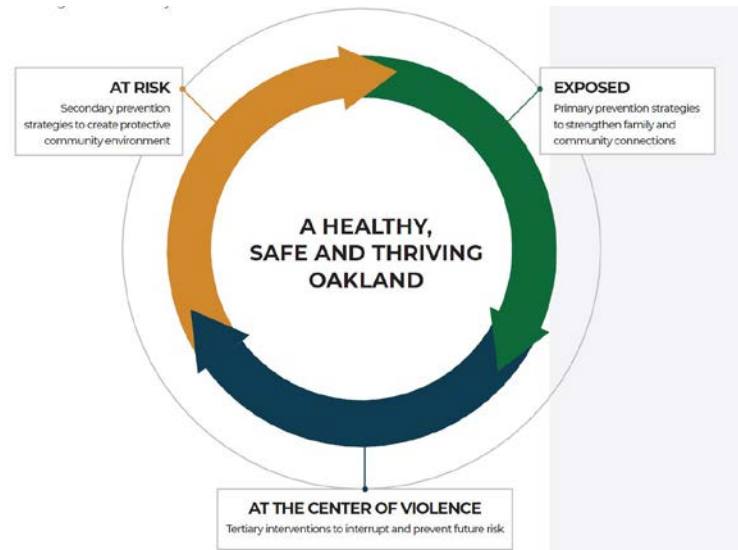 AT RISK
Secondary prevention
strategies to create protective
community environment
EXPOSED
Primary prevention strategies
to strengthen family and
community connections
A HEALTHY,
SAFE AND THRIVING
OAKLAND
AT THE CENTER OF VIOLENCE
Tertiary interventions to interrupt and prevent future risk